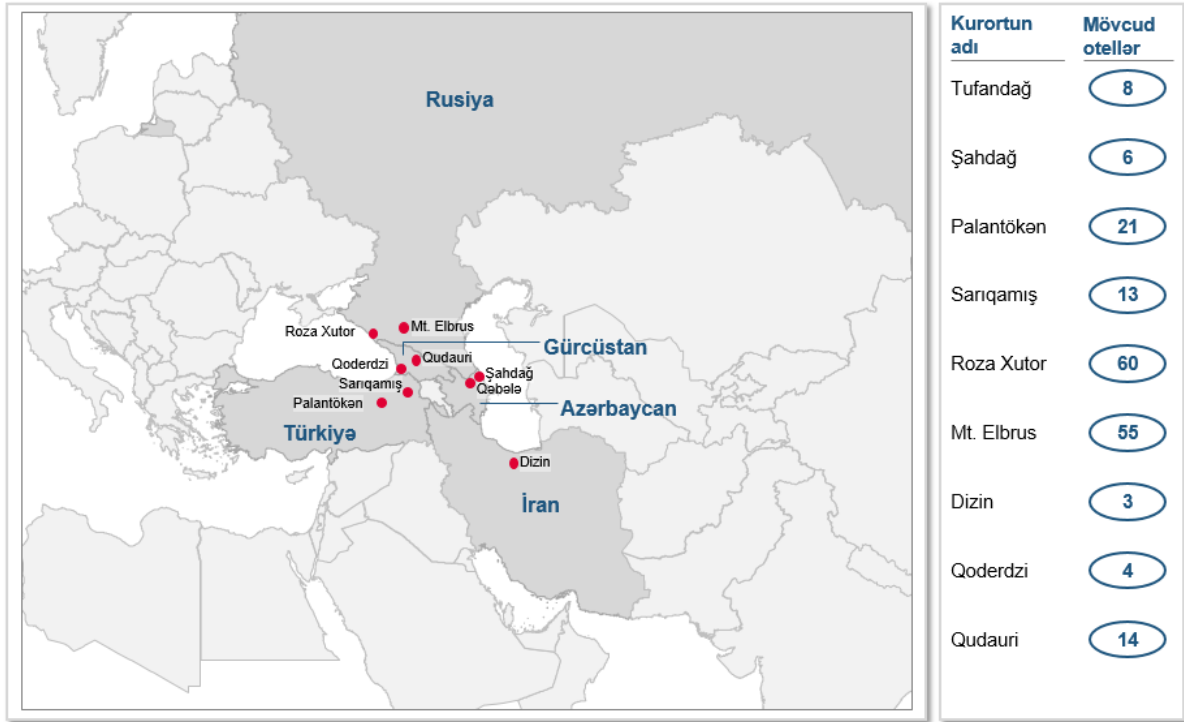 Rusiya
Roza Xutor
Mt. Elbrus
Gürcüstan
Qoderdzi
Qudauri
Sarıqamış
Şahdağ
Qəbələ
Palantökən
Azərbaycan
Türkiyə
Dizin
İran
Kurortun adı
Mövcud otellər
Tufandağ 8
Şahdağ 6
Palantökən 21
Sarıqamış 13
Roza Xutor 60
Mt. Elbrus 55
Dizin 3
Qoderdzi 4
Qudauri 14